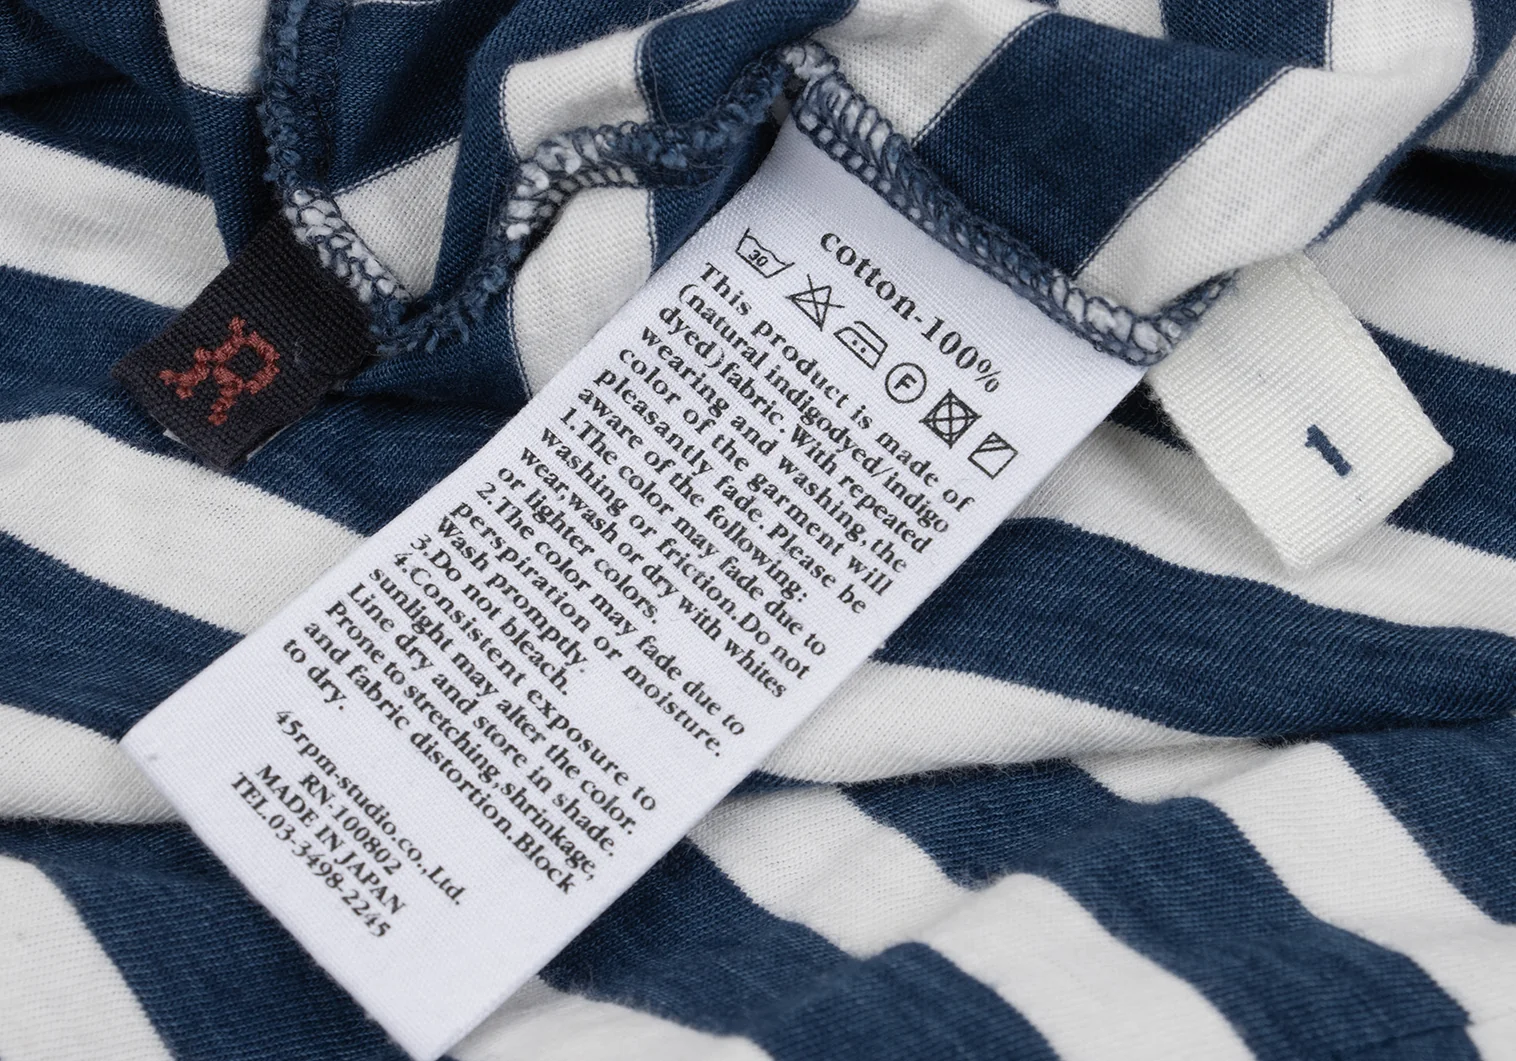 cotton-100%
30
F
This product is made of
(natural indigodyed/indigo
dyed)fabric. With repeated
wearing and washing, the
color of the garment will
pleasantly fade. Please be
aware of the following:
1.The color may fade due to
washing or friction. Do not
wear,wash or dry with whites
or lighter colors.
2.The color may fade due to
perspiration or moisture.
Wash promptly.
3.Do not bleach.
4.Consistent exposure to
sunlight may alter the color.
Line dry and store in shade.
Prone to stretching,shrinkage,
and fabric distortion. Block
to dry.
45rpm-studio.co.,Ltd.
RN-100802
MADE IN JAPAN
TEL.03-3498-2245
R
1